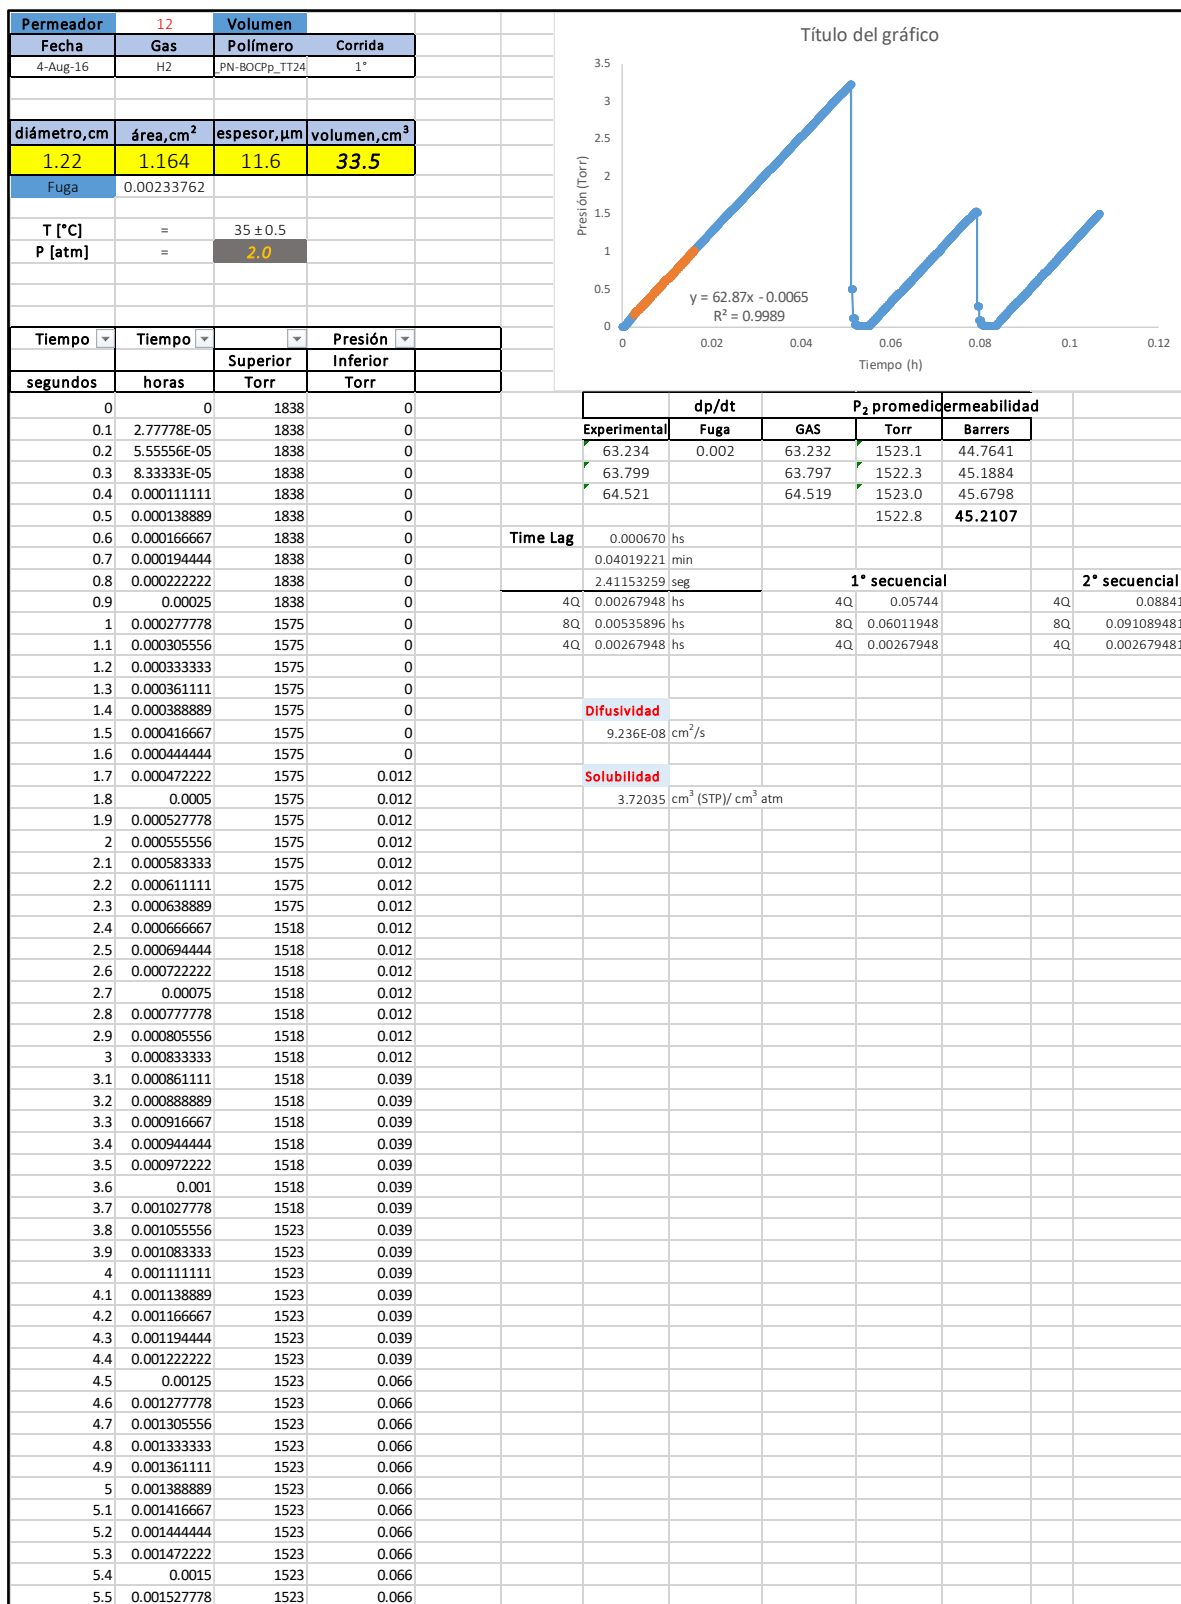 Permeador 12 Volumen
Fecha Gas Polímero Corrida
4-Aug-16 H2 _PN-BOCPp_TT24 1°
diámetro,cm área,cm² espesor,µm volumen,cm³
1.22 1.164 11.6 33.5
Fuga 0.00233762
T [°C] = 35 ± 0.5
P [atm] = 2.0
Título del gráfico
Presión (Torr)
3.5
3
2.5
2
1.5
1
0.5
0
y = 62.87x - 0.0065
R² = 0.9989
0 0.02 0.04 0.06 0.08 0.1 0.12
Tiempo (h)
Tiempo Tiempo Presión
Superior Inferior
segundos horas Torr Torr
dp/dt P₂ promedio ermeabilidad
Experimental Fuga GAS Torr Barrers
63.234 0.002 63.232 1523.1 44.7641
63.799 63.797 1522.3 45.1884
64.521 64.519 1523.0 45.6798
1522.8 45.2107
Time Lag 0.000670 hs
0.04019221 min
2.41153259 seg 1° secuencial 2° secuencial
4Q 0.00267948 hs 4Q 0.05744 4Q 0.08841
8Q 0.00535896 hs 8Q 0.06011948 8Q 0.091089481
4Q 0.00267948 hs 4Q 0.00267948 4Q 0.002679481
Difusividad
9.236E-08 cm²/s
Solubilidad
3.72035 cm³ (STP)/ cm³ atm
0 0 1838 0
0.1 2.77778E-05 1838 0
0.2 5.55556E-05 1838 0
0.3 8.33333E-05 1838 0
0.4 0.000111111 1838 0
0.5 0.000138889 1838 0
0.6 0.000166667 1838 0
0.7 0.000194444 1838 0
0.8 0.000222222 1838 0
0.9 0.00025 1838 0
1 0.000277778 1575 0
1.1 0.000305556 1575 0
1.2 0.000333333 1575 0
1.3 0.000361111 1575 0
1.4 0.000388889 1575 0
1.5 0.000416667 1575 0
1.6 0.000444444 1575 0
1.7 0.000472222 1575 0.012
1.8 0.0005 1575 0.012
1.9 0.000527778 1575 0.012
2 0.000555556 1575 0.012
2.1 0.000583333 1575 0.012
2.2 0.000611111 1575 0.012
2.3 0.000638889 1575 0.012
2.4 0.000666667 1518 0.012
2.5 0.000694444 1518 0.012
2.6 0.000722222 1518 0.012
2.7 0.00075 1518 0.012
2.8 0.000777778 1518 0.012
2.9 0.000805556 1518 0.012
3 0.000833333 1518 0.012
3.1 0.000861111 1518 0.039
3.2 0.000888889 1518 0.039
3.3 0.000916667 1518 0.039
3.4 0.000944444 1518 0.039
3.5 0.000972222 1518 0.039
3.6 0.001 1518 0.039
3.7 0.001027778 1518 0.039
3.8 0.001055556 1523 0.039
3.9 0.001083333 1523 0.039
4 0.001111111 1523 0.039
4.1 0.001138889 1523 0.039
4.2 0.001166667 1523 0.039
4.3 0.001194444 1523 0.039
4.4 0.001222222 1523 0.039
4.5 0.00125 1523 0.066
4.6 0.001277778 1523 0.066
4.7 0.001305556 1523 0.066
4.8 0.001333333 1523 0.066
4.9 0.001361111 1523 0.066
5 0.001388889 1523 0.066
5.1 0.001416667 1523 0.066
5.2 0.001444444 1523 0.066
5.3 0.001472222 1523 0.066
5.4 0.0015 1523 0.066
5.5 0.001527778 1523 0.066